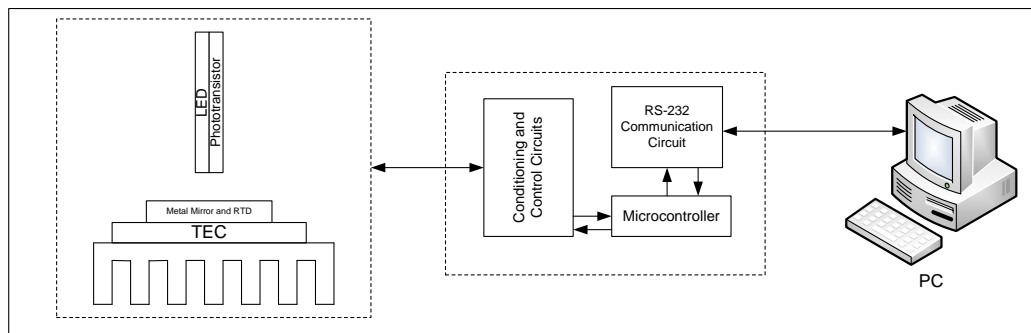 LED
Phototransistor
Metal Mirror and RTD
TEC
Conditioning and
Control Circuits
RS-232
Communication
Circuit
Microcontroller
PC